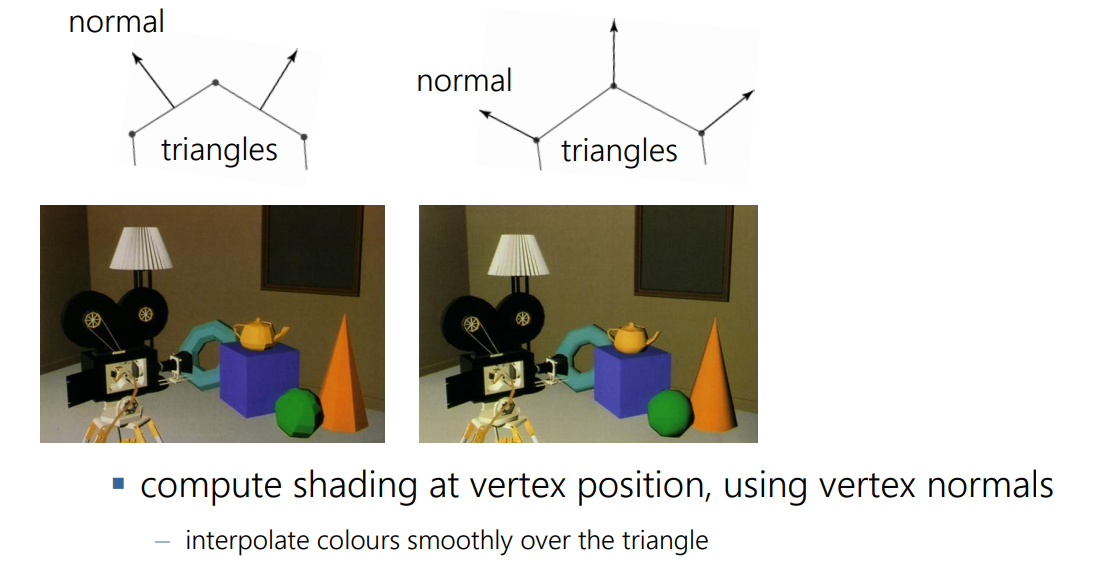 normal
normal
triangles
triangles
▪ compute shading at vertex position, using vertex normals
– interpolate colours smoothly over the triangle